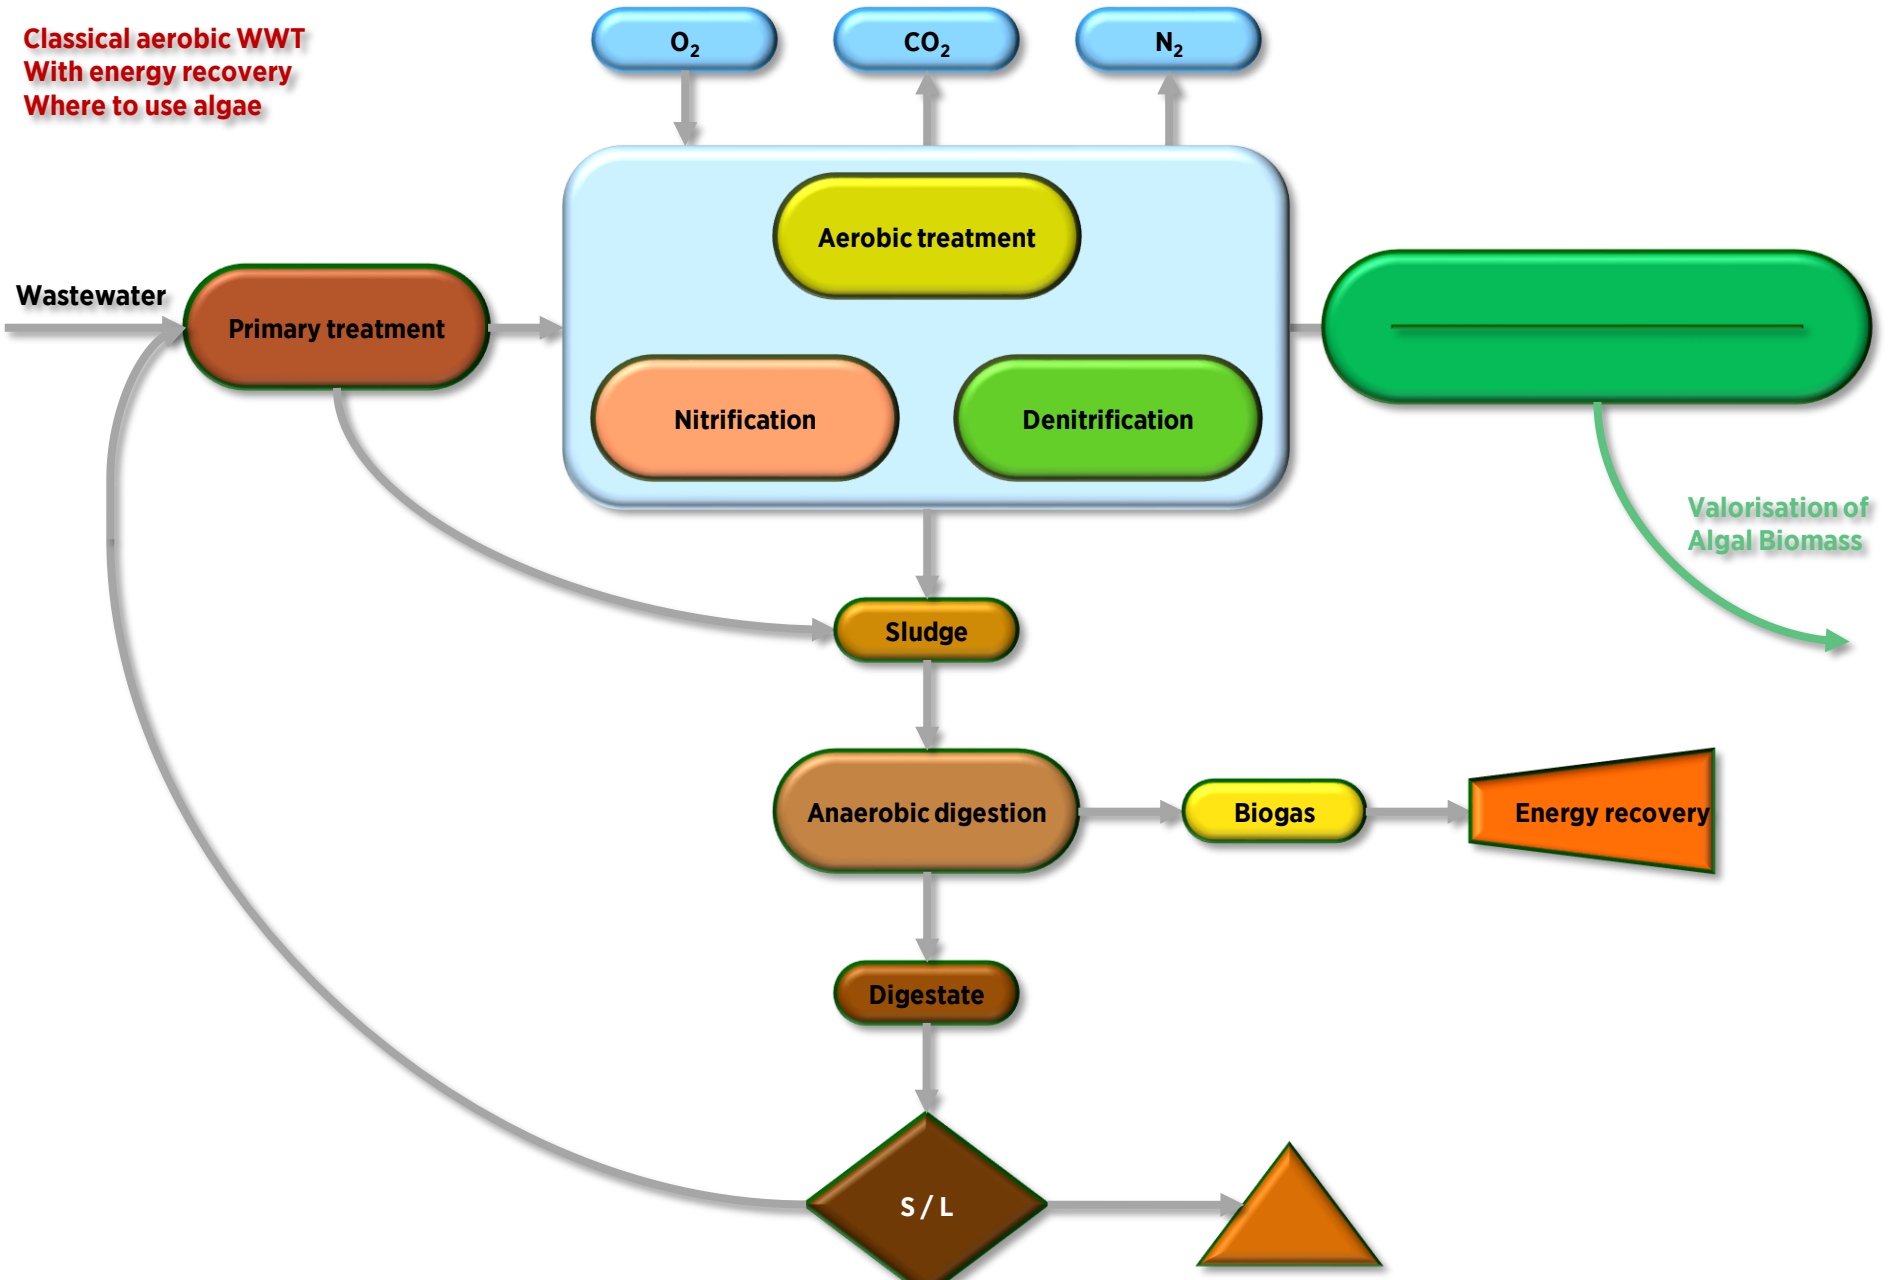 Classical aerobic WWT
With energy recovery
Where to use algae
O₂
CO₂
N₂
Aerobic treatment
Wastewater
Primary treatment
Nitrification
Denitrification
Valorisation of
Algal Biomass
Sludge
Anaerobic digestion
Biogas
Energy recovery
Digestate
S / L